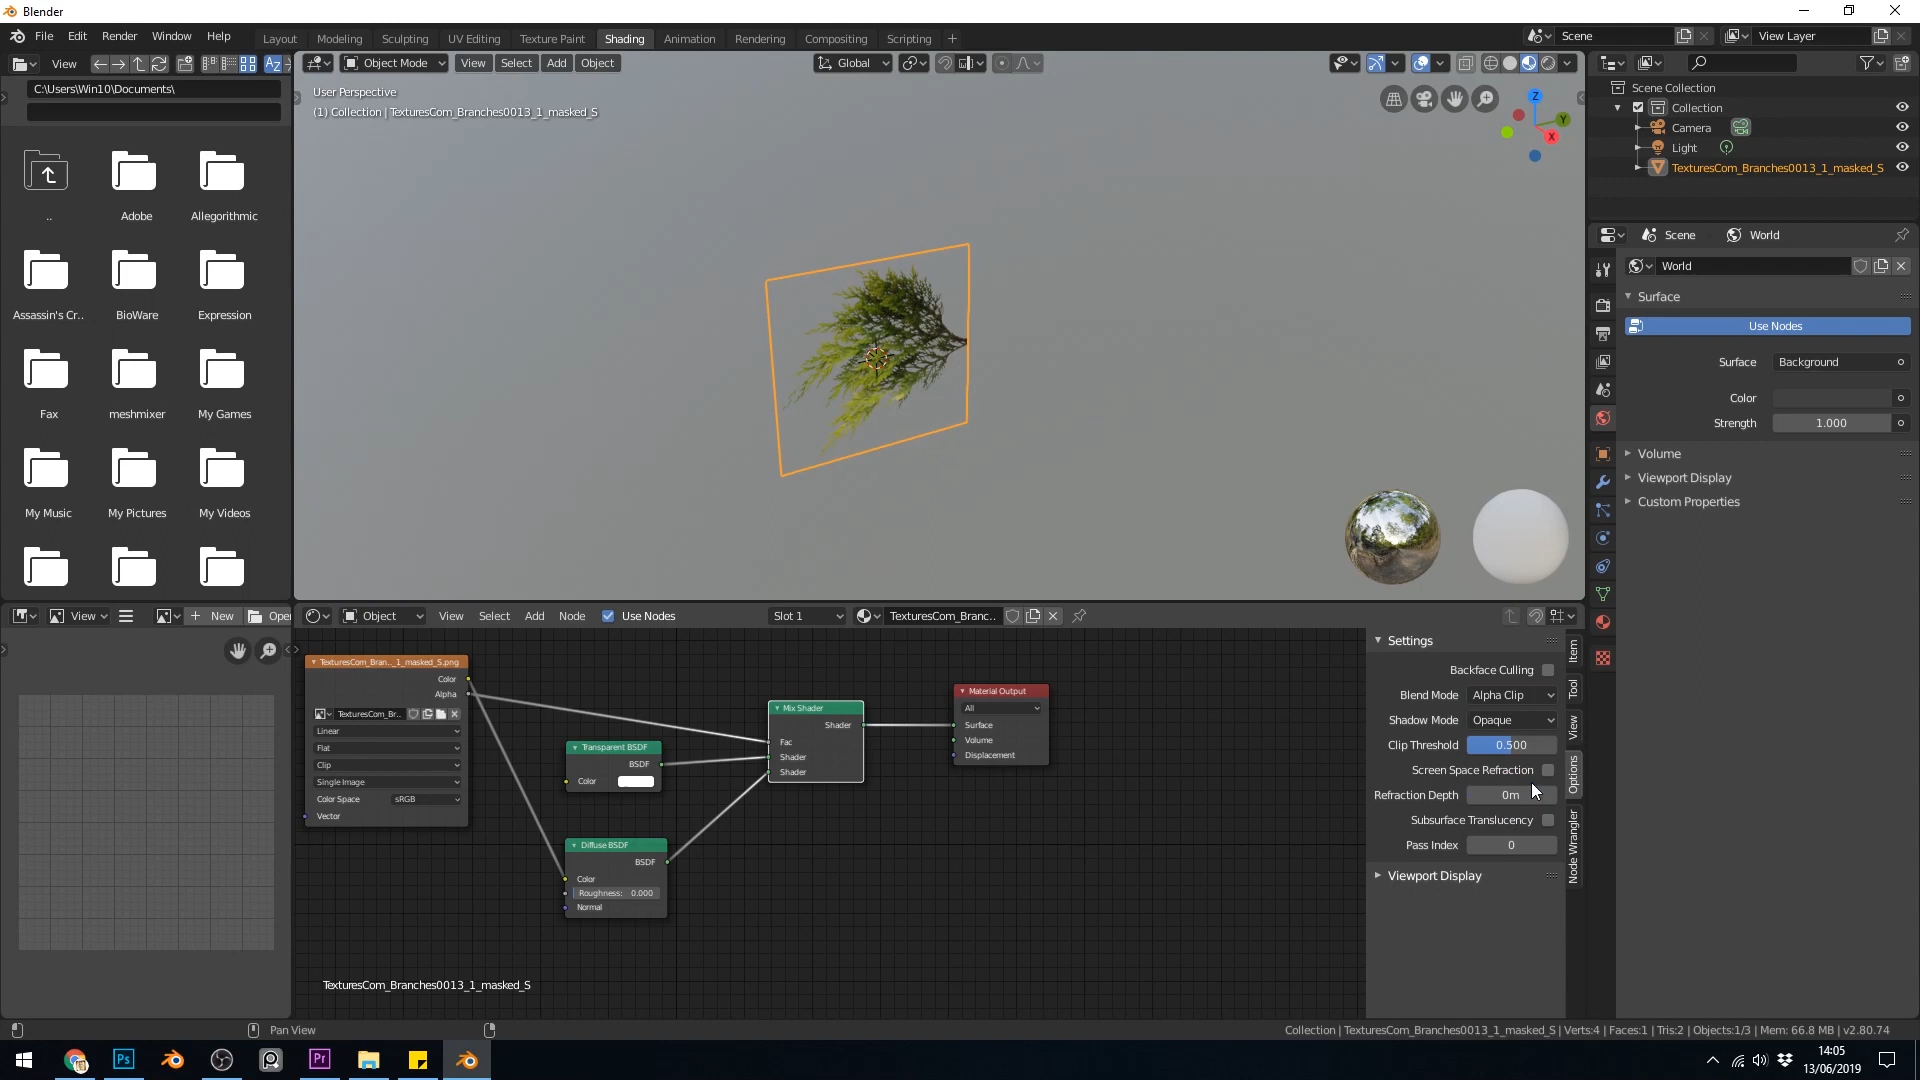 Blender
File Edit Render Window Help
Layout Modeling Sculpting UV Editing Texture Paint Shading Animation Rendering Compositing Scripting +
Scene
View Layer
View
Object Mode View Select Add Object
Global
C:\Users\Win10\Documents\
User Perspective
(1) Collection | TexturesCom_Branches0013_1_masked_S
..
Adobe
Allegorithmic
Assassin's Cr..
BioWare
Expression
Fax
meshmixer
My Games
My Music
My Pictures
My Videos
Z
Y
X
Scene Collection
Collection
Camera
Light
TexturesCom_Branches0013_1_masked_S
Scene World
World
Surface
Use Nodes
Surface Background
Color
Strength 1.000
Volume
Viewport Display
Custom Properties
View New Open
Object View Select Add Node Use Nodes Slot 1 TexturesCom_Branc..
TexturesCom_Bran.._1_masked_S.png
Color
Alpha
TexturesCom_Br..
Linear
Flat
Clip
Single Image
Color Space sRGB
Vector
Transparent BSDF
BSDF
Color
Diffuse BSDF
BSDF
Color
Roughness: 0.000
Normal
Mix Shader
Shader
Fac
Shader
Shader
Material Output
All
Surface
Volume
Displacement
Settings
Backface Culling
Blend Mode Alpha Clip
Shadow Mode Opaque
Clip Threshold 0.500
Screen Space Refraction
Refraction Depth 0m
Subsurface Translucency
Pass Index 0
Viewport Display
Item
Tool
View
Options
Node Wrangler
TexturesCom_Branches0013_1_masked_S
Pan View
Collection | TexturesCom_Branches0013_1_masked_S | Verts:4 | Faces:1 | Tris:2 | Objects:1/3 | Mem: 66.8 MB | v2.80.74
Ps
Pr
14:05
13/06/2019